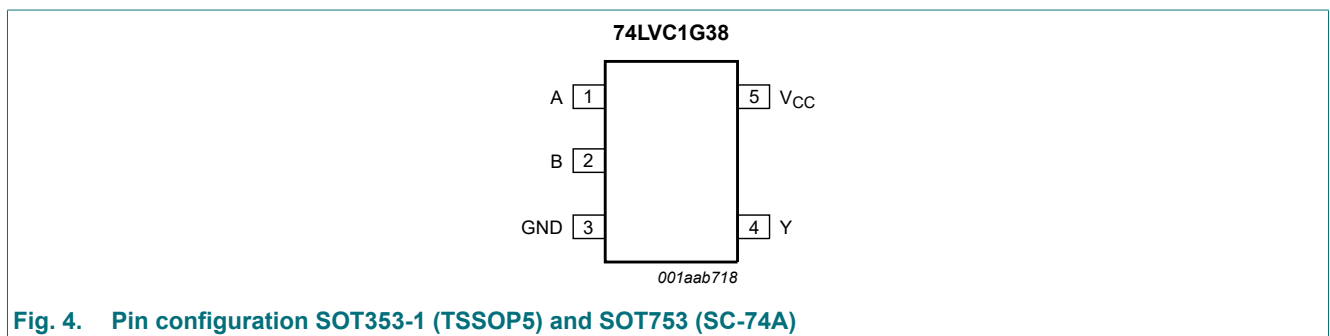 74LVC1G38
A 1 5 VCC
B 2
GND 3 4 Y
001aab718
Fig. 4. Pin configuration SOT353-1 (TSSOP5) and SOT753 (SC-74A)